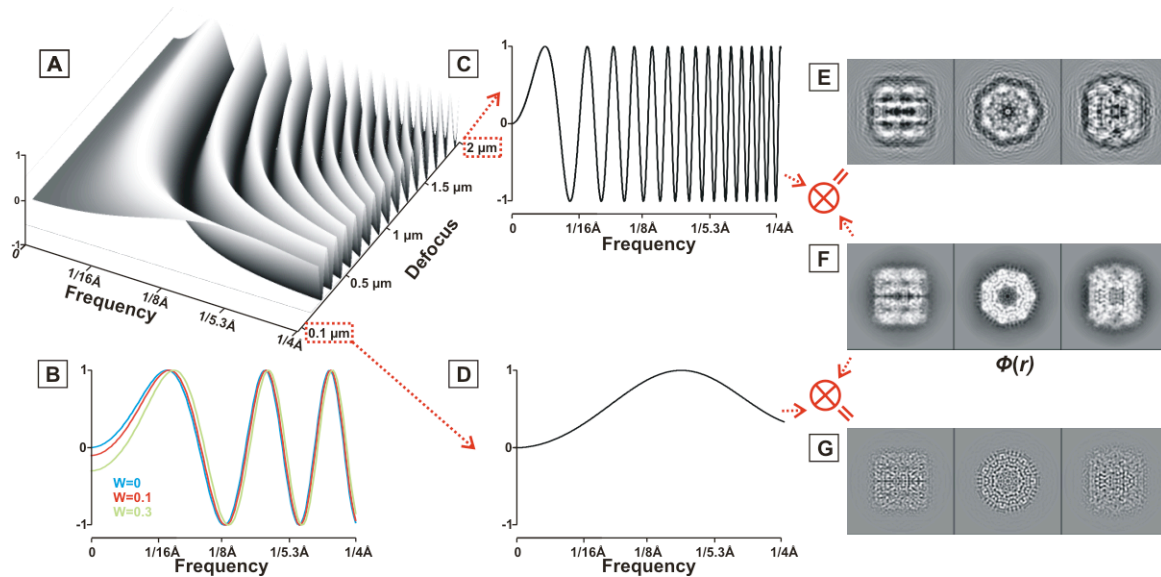 A
1
0
-1
0
1/16Å
1/8Å
1/5.3Å
1/4Å
Frequency
0.1 µm
0.5 µm
1 µm
1.5 µm
2 µm
Defocus
B
1
0
-1
W=0
W=0.1
W=0.3
0
1/16Å
1/8Å
1/5.3Å
1/4Å
Frequency
C
1
0
-1
0
1/16Å
1/8Å
1/5.3Å
1/4Å
Frequency
D
1
0
-1
0
1/16Å
1/8Å
1/5.3Å
1/4Å
Frequency
E
F
Φ(r)
G